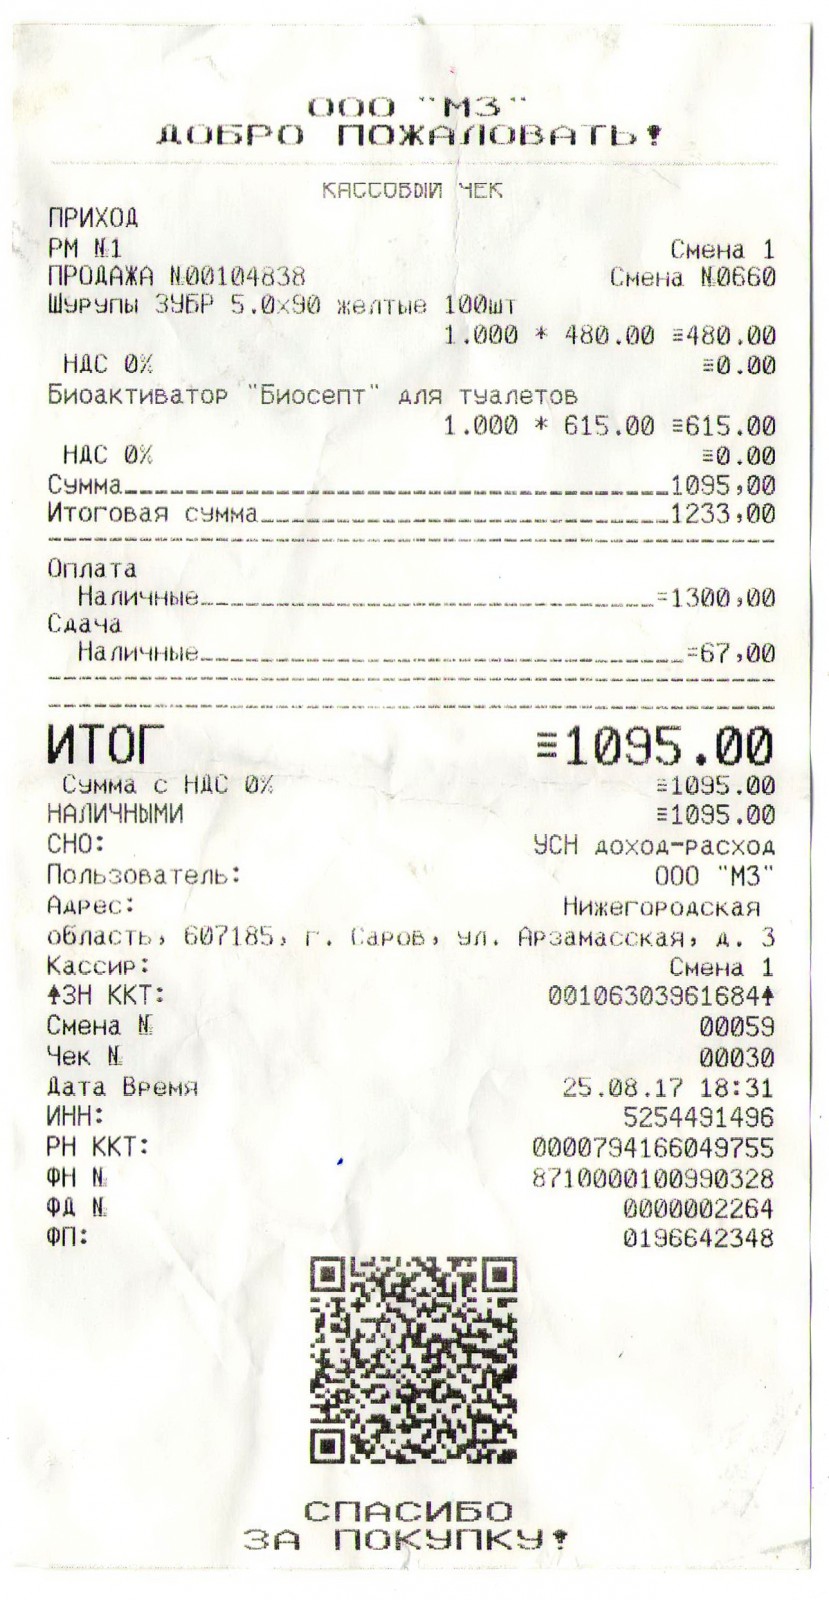 ООО "МЗ"
ДОБРО ПОЖАЛОВАТЬ!
КАССОВЫЙ ЧЕК
ПРИХОД
РМ №1 Смена 1
ПРОДАЖА №00104838 Смена №0660
Шурупы ЗУБР 5.0x90 желтые 100шт
1.000 * 480.00 ≡480.00
НДС 0% ≡0.00
Биоактиватор "Биосепт" для туалетов
1.000 * 615.00 ≡615.00
НДС 0% ≡0.00
Сумма 1095,00
Итоговая сумма 1233,00
Оплата
Наличные =1300,00
Сдача
Наличные =67,00
ИТОГ ≡1095.00
Сумма с НДС 0% ≡1095.00
НАЛИЧНЫМИ ≡1095.00
СНО: УСН доход-расход
Пользователь: ООО "МЗ"
Адрес: Нижегородская
область, 607185, г. Саров, ул. Арзамасская, д. 3
Кассир: Смена 1
↑ЗН ККТ: 00106303961684↑
Смена № 00059
Чек № 00030
Дата Время 25.08.17 18:31
ИНН: 5254491496
РН ККТ: 0000794166049755
ФН № 8710000100990328
ФД № 0000002264
ФП: 0196642348
СПАСИБО
ЗА ПОКУПКУ!